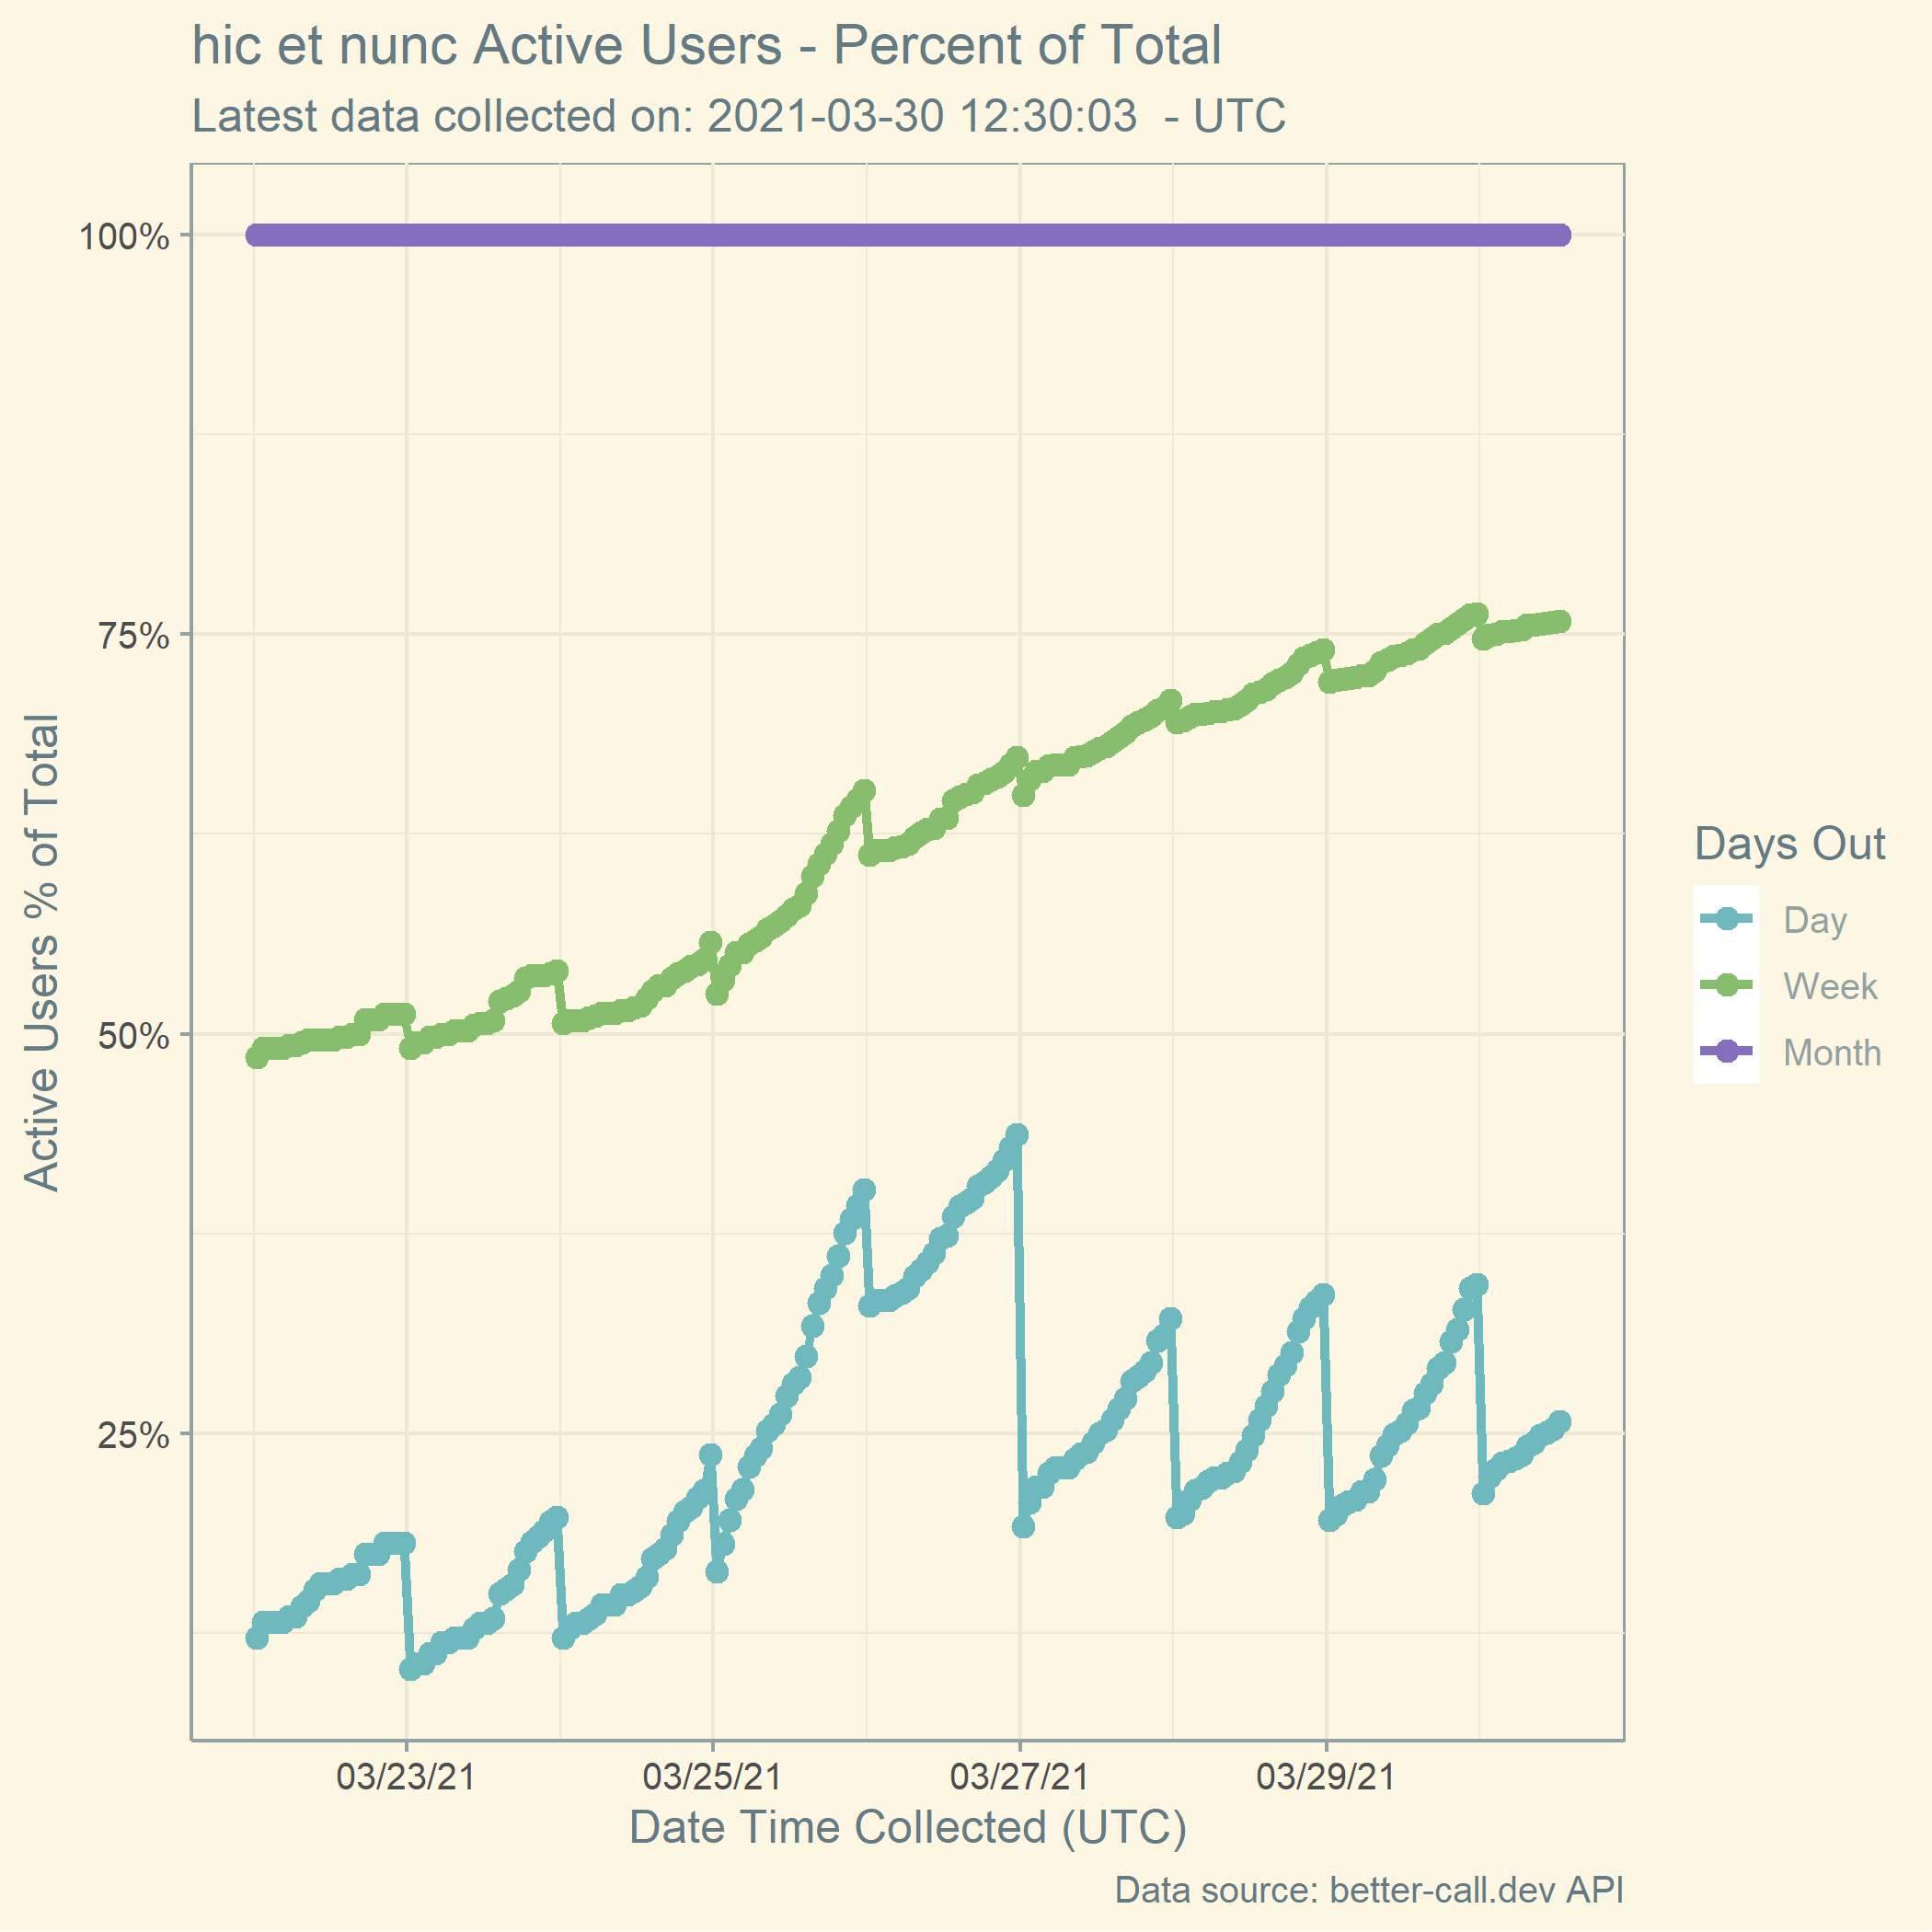 hic et nunc Active Users - Percent of Total
Latest data collected on: 2021-03-30 12:30:03  - UTC
Active Users % of Total
100%
75%
50%
25%
03/23/21
03/25/21
03/27/21
03/29/21
Date Time Collected (UTC)
Days Out
Day
Week
Month
Data source: better-call.dev API